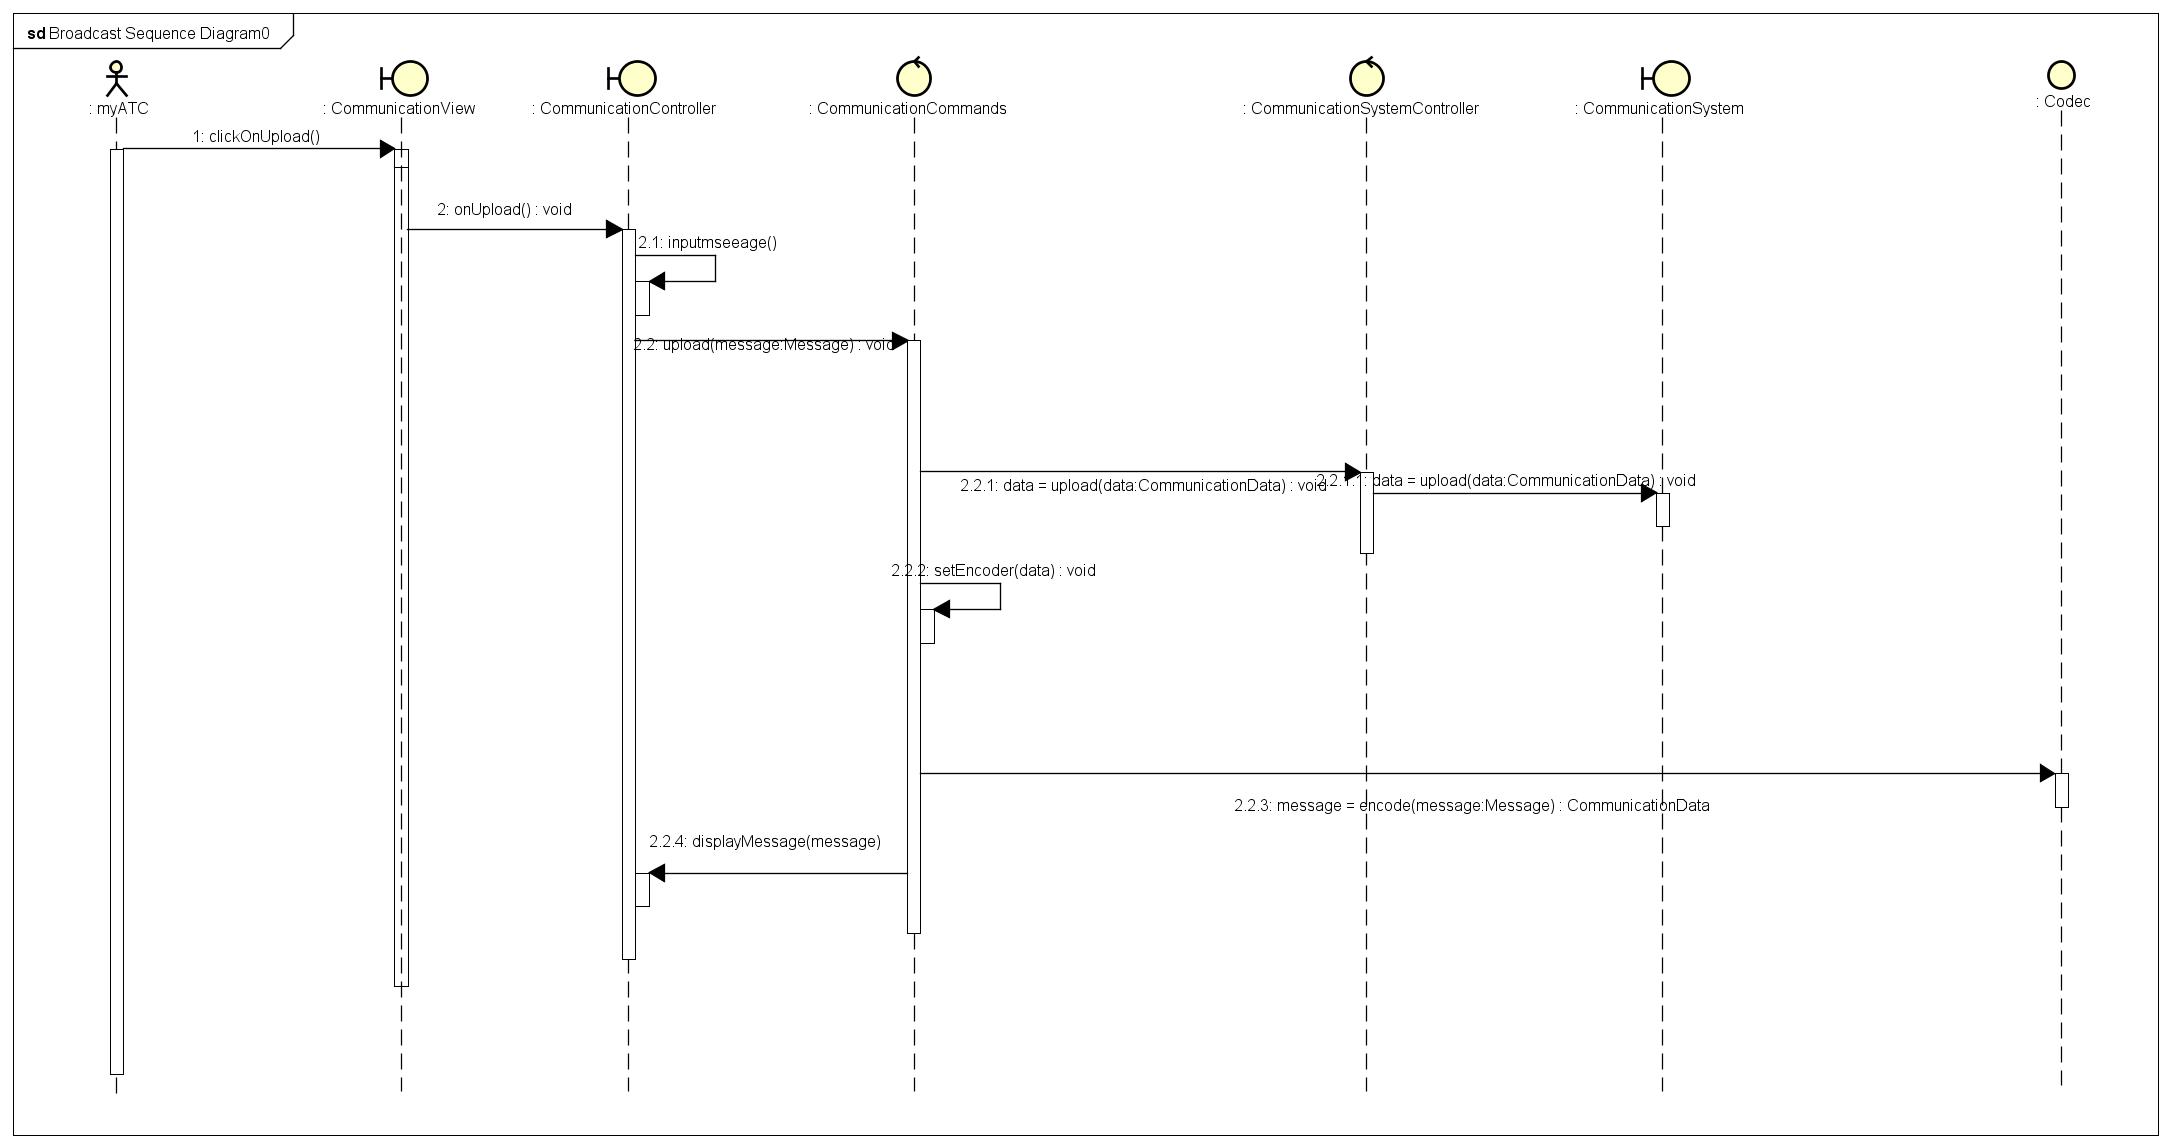 sd Broadcast Sequence Diagram0
: myATC
: CommunicationView
: CommunicationController
: CommunicationCommands
: CommunicationSystemController
: CommunicationSystem
: Codec
1: clickOnUpload()
2: onUpload() : void
2.1: inputmseeage()
2.2: upload(message:Message) : void
2.2.1: data = upload(data:CommunicationData) : void
2.2.1.1: data = upload(data:CommunicationData) : void
2.2.2: setEncoder(data) : void
2.2.3: message = encode(message:Message) : CommunicationData
2.2.4: displayMessage(message)